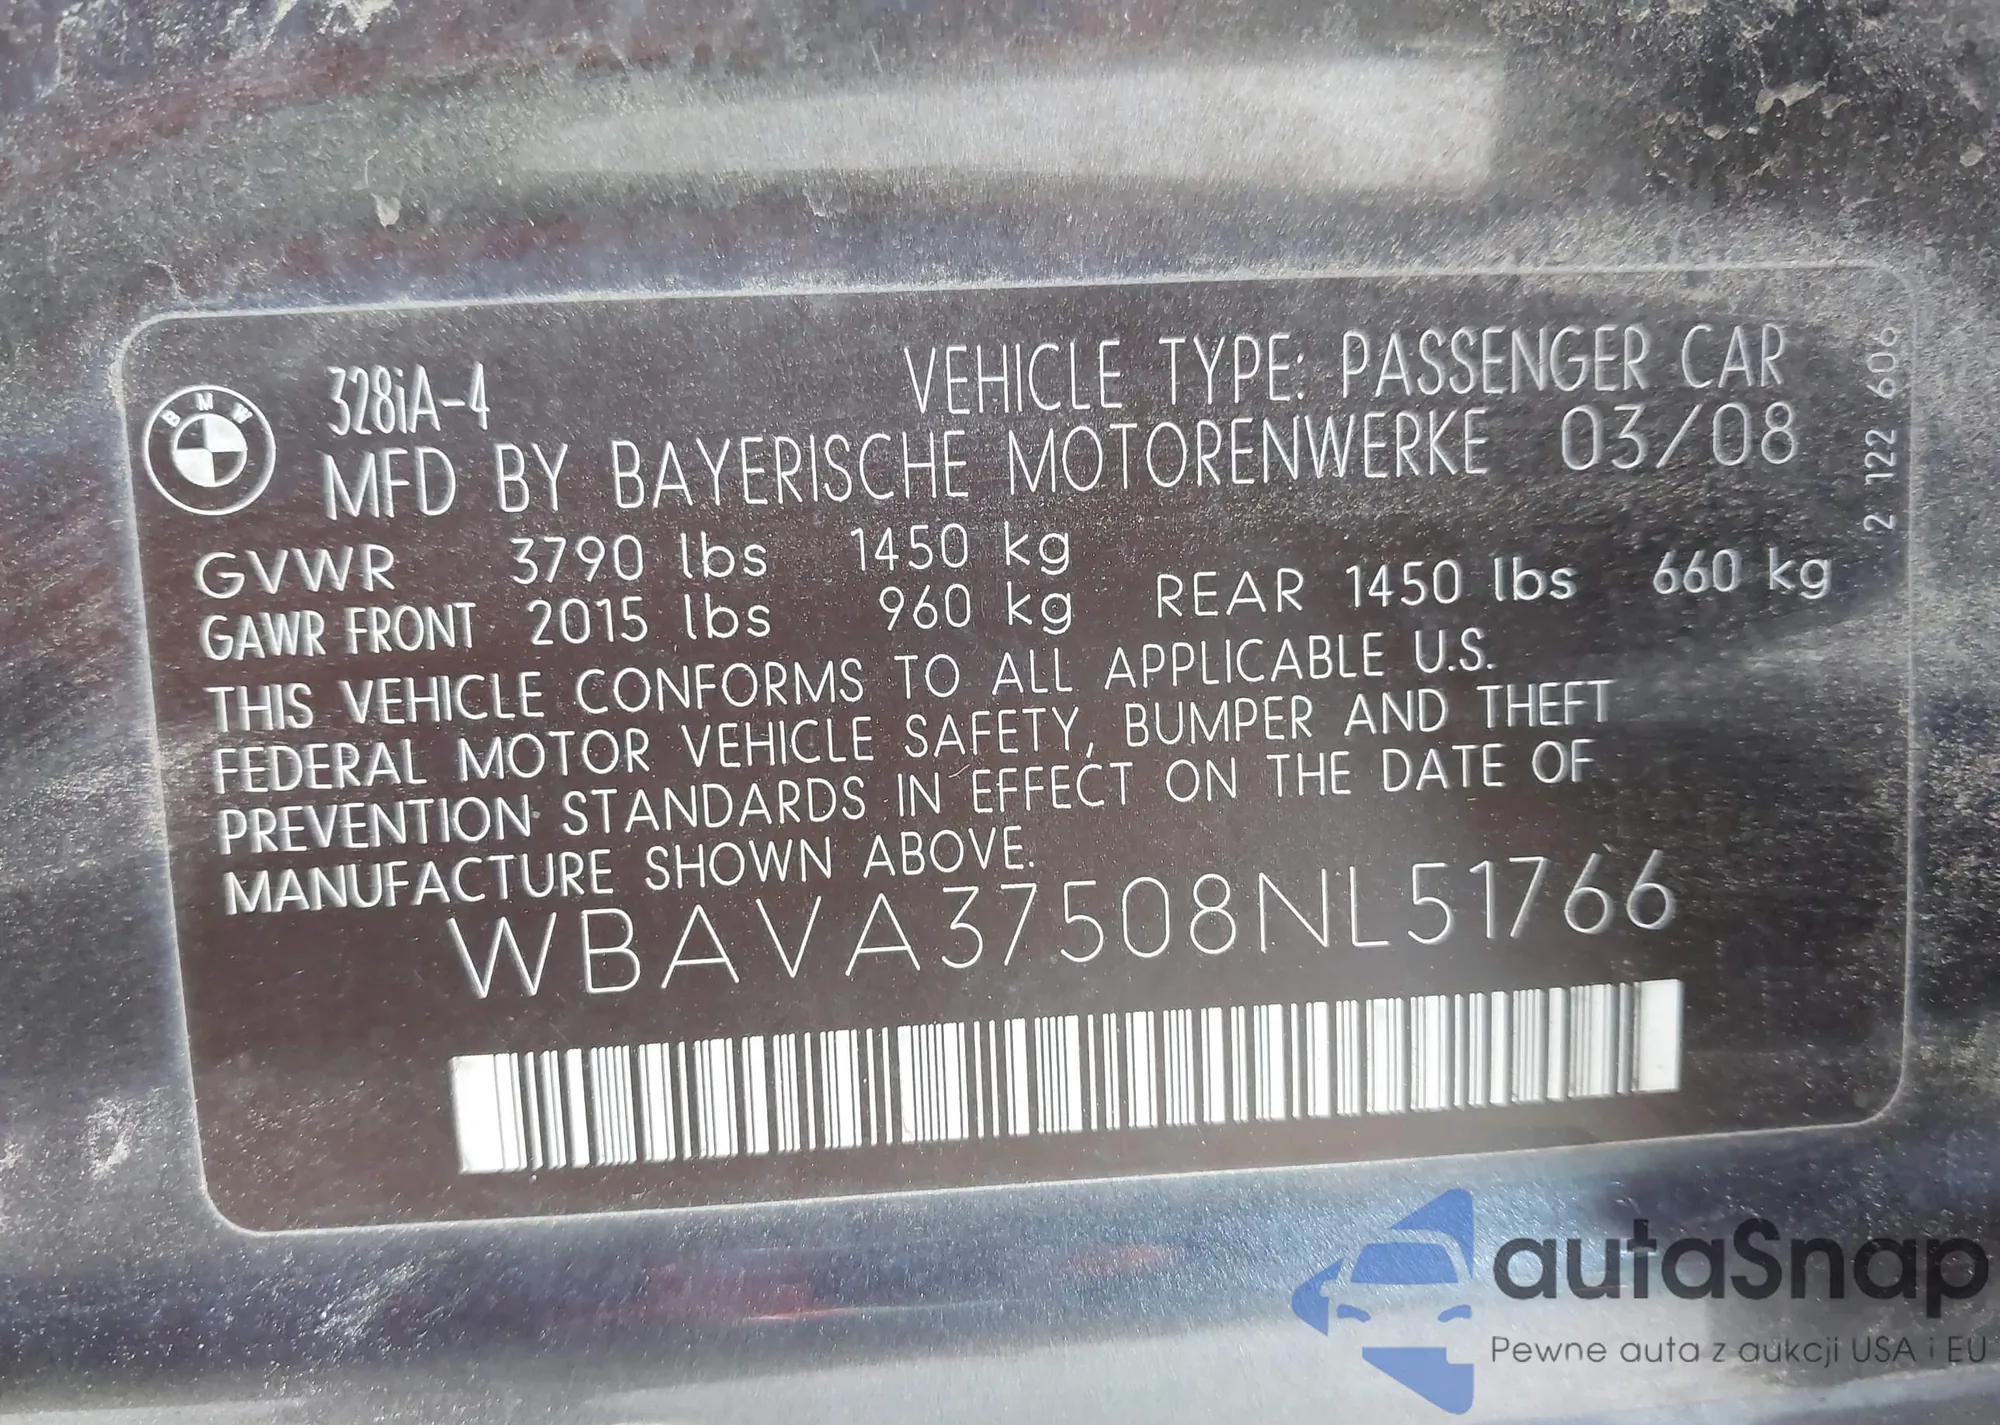 BMW
328iA-4
VEHICLE TYPE: PASSENGER CAR
MFD BY BAYERISCHE MOTORENWERKE 03/08
GVWR 3790 lbs 1450 kg
GAWR FRONT 2015 lbs 960 kg REAR 1450 lbs 660 kg
THIS VEHICLE CONFORMS TO ALL APPLICABLE U.S.
FEDERAL MOTOR VEHICLE SAFETY, BUMPER AND THEFT
PREVENTION STANDARDS IN EFFECT ON THE DATE OF
MANUFACTURE SHOWN ABOVE.
WBAVA37508NL51766
2 122 606
autaSnap
Pewne auta z aukcji USA i EU